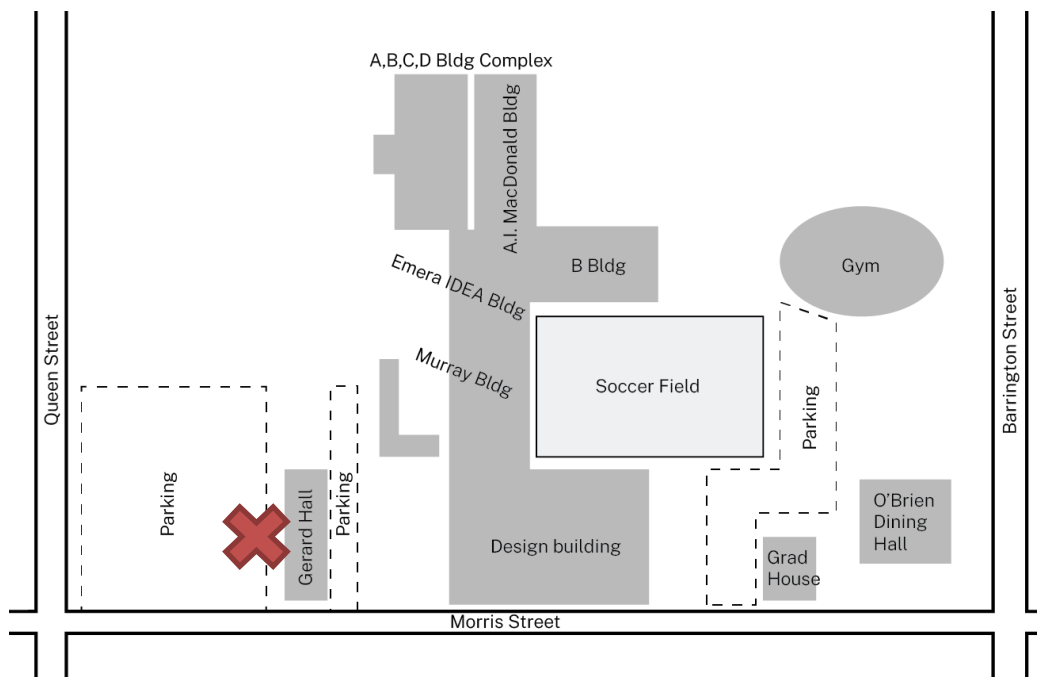 A,B,C,D Bldg Complex
A.I. MacDonald Bldg
Emera IDEA Bldg
B Bldg
Gym
Queen Street
Murray Bldg
Soccer Field
Parking
Barrington Street
Parking
Gerard Hall
Parking
Design building
O'Brien
Dining
Hall
Grad
House
Morris Street